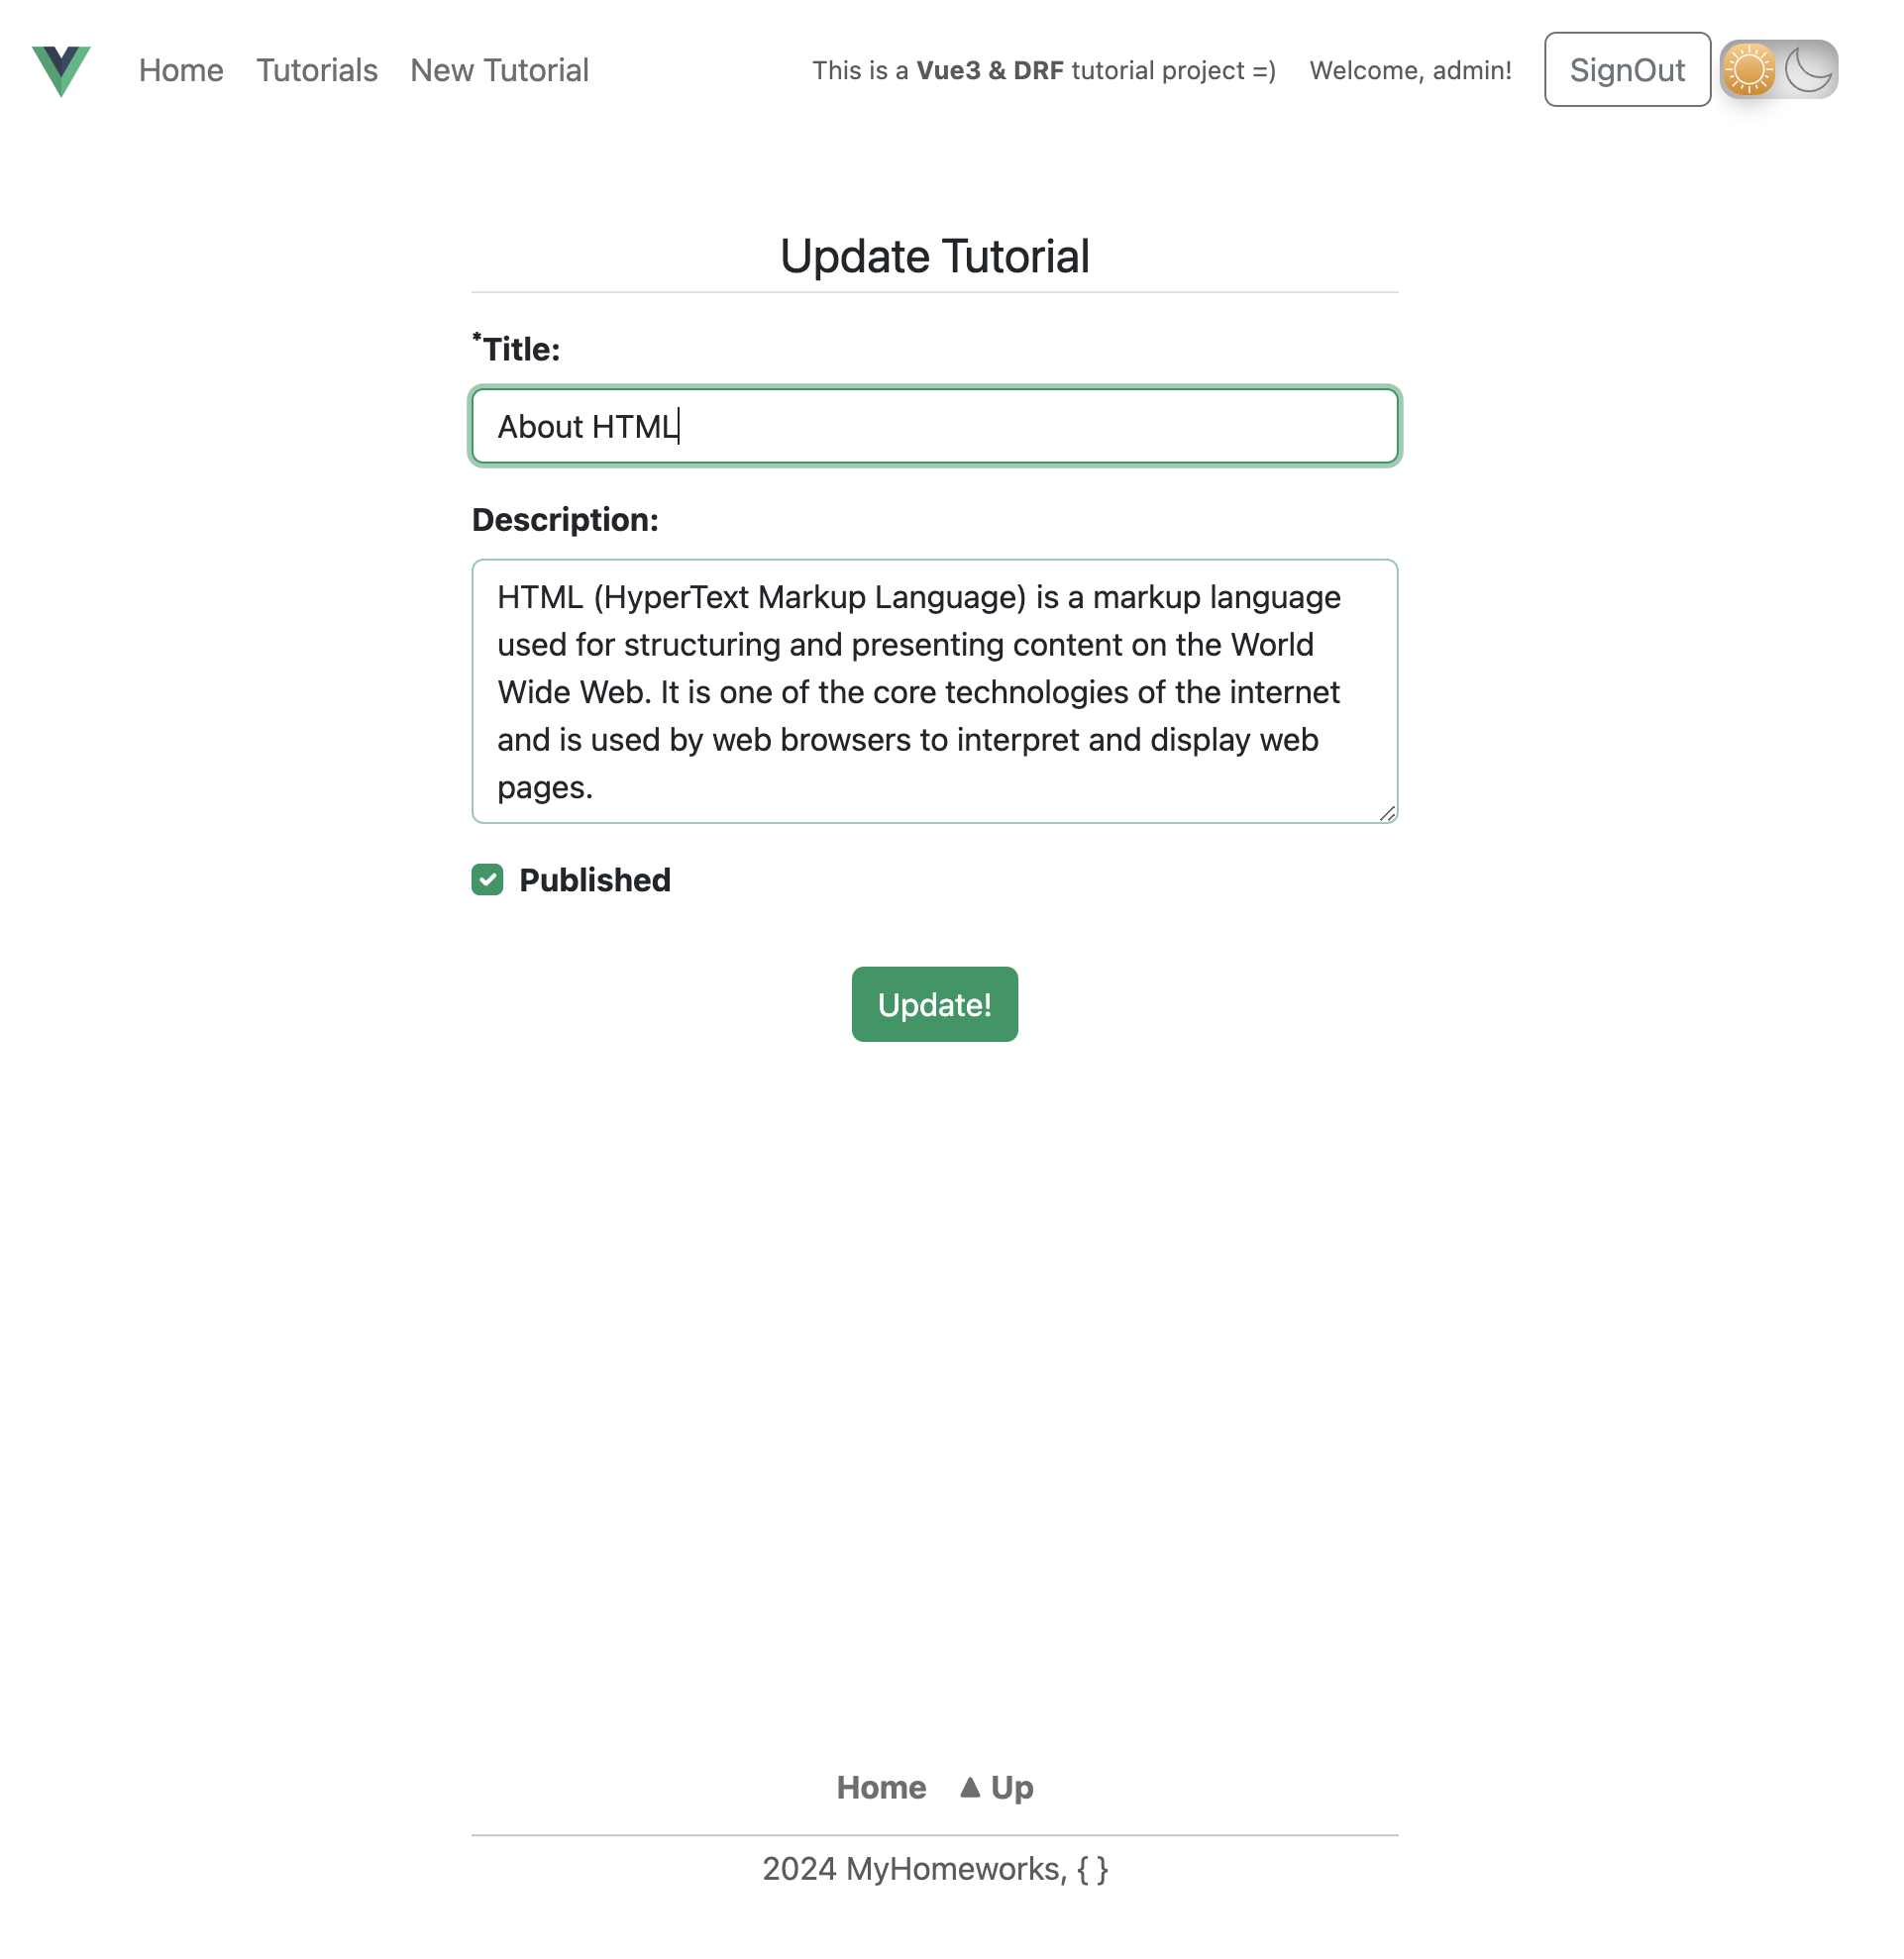 Home Tutorials New Tutorial This is a Vue3 & DRF tutorial project =) Welcome, admin! SignOut
Update Tutorial
*Title:
About HTML
Description:
HTML (HyperText Markup Language) is a markup language
used for structuring and presenting content on the World
Wide Web. It is one of the core technologies of the internet
and is used by web browsers to interpret and display web
pages.
Published
Update!
Home ▲ Up
2024 MyHomeworks, { }